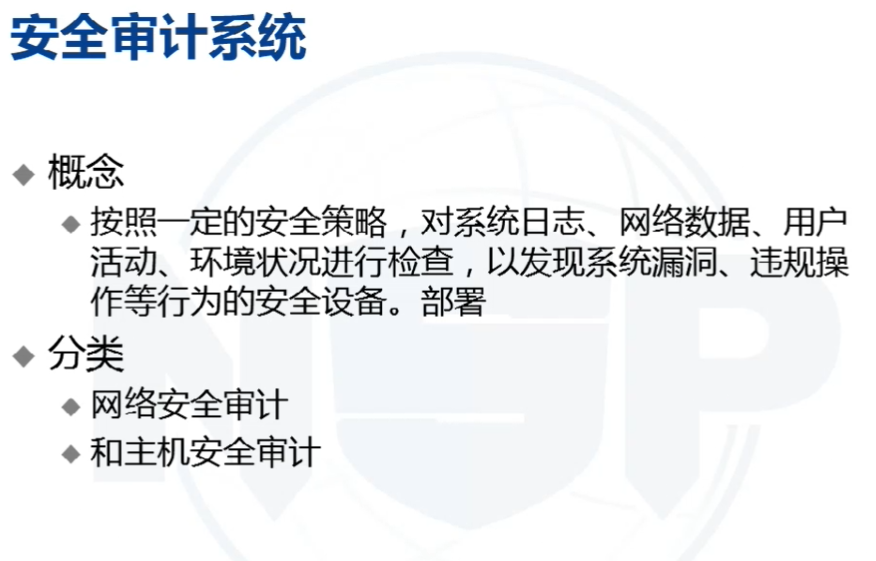 安全审计系统
概念
按照一定的安全策略，对系统日志、网络数据、用户
活动、环境状况进行检查，以发现系统漏洞、违规操
作等行为的安全设备。部署
分类
网络安全审计
和主机安全审计
NSP